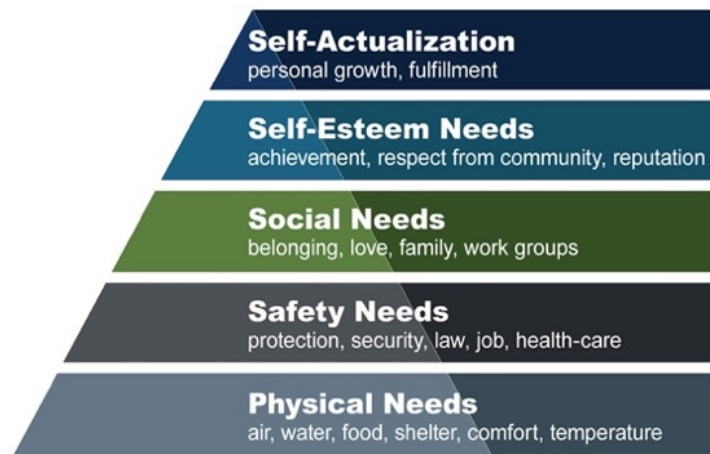 Self-Actualization
personal growth, fulfillment
Self-Esteem Needs
achievement, respect from community, reputation
Social Needs
belonging, love, family, work groups
Safety Needs
protection, security, law, job, health-care
Physical Needs
air, water, food, shelter, comfort, temperature